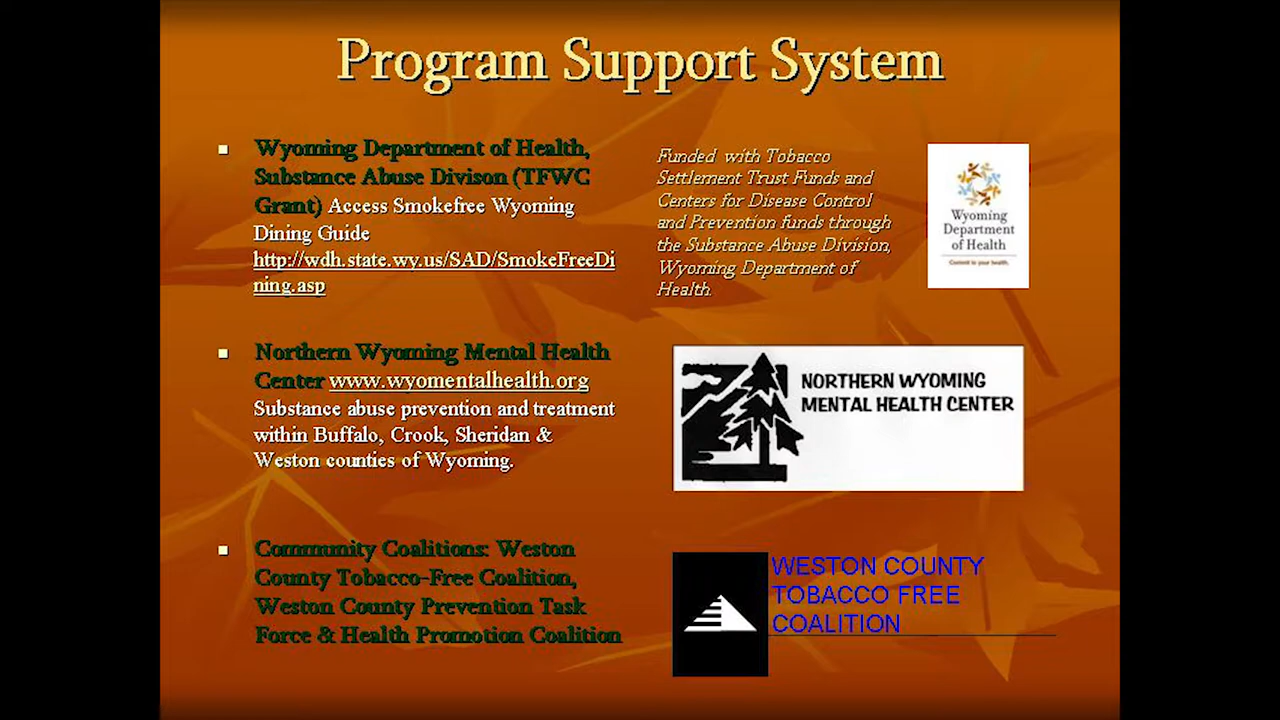 Program Support System
Wyoming Department of Health,
Substance Abuse Divison (TFWC
Grant) Access Smokefree Wyoming
Dining Guide
http://wdh.state.wy.us/SAD/SmokeFreeDi
ning.asp
Funded with Tobacco
Settlement Trust Funds and
Centers for Disease Control
and Prevention funds through
the Substance Abuse Division,
Wyoming Department of
Health.
Wyoming
Department
of Health
Commit to your health.
Northern Wyoming Mental Health
Center www.wyomentalhealth.org
Substance abuse prevention and treatment
within Buffalo, Crook, Sheridan &
Weston counties of Wyoming.
NORTHERN WYOMING
MENTAL HEALTH CENTER
Community Coalitions: Weston
County Tobacco-Free Coalition,
Weston County Prevention Task
Force & Health Promotion Coalition
WESTON COUNTY
TOBACCO FREE
COALITION